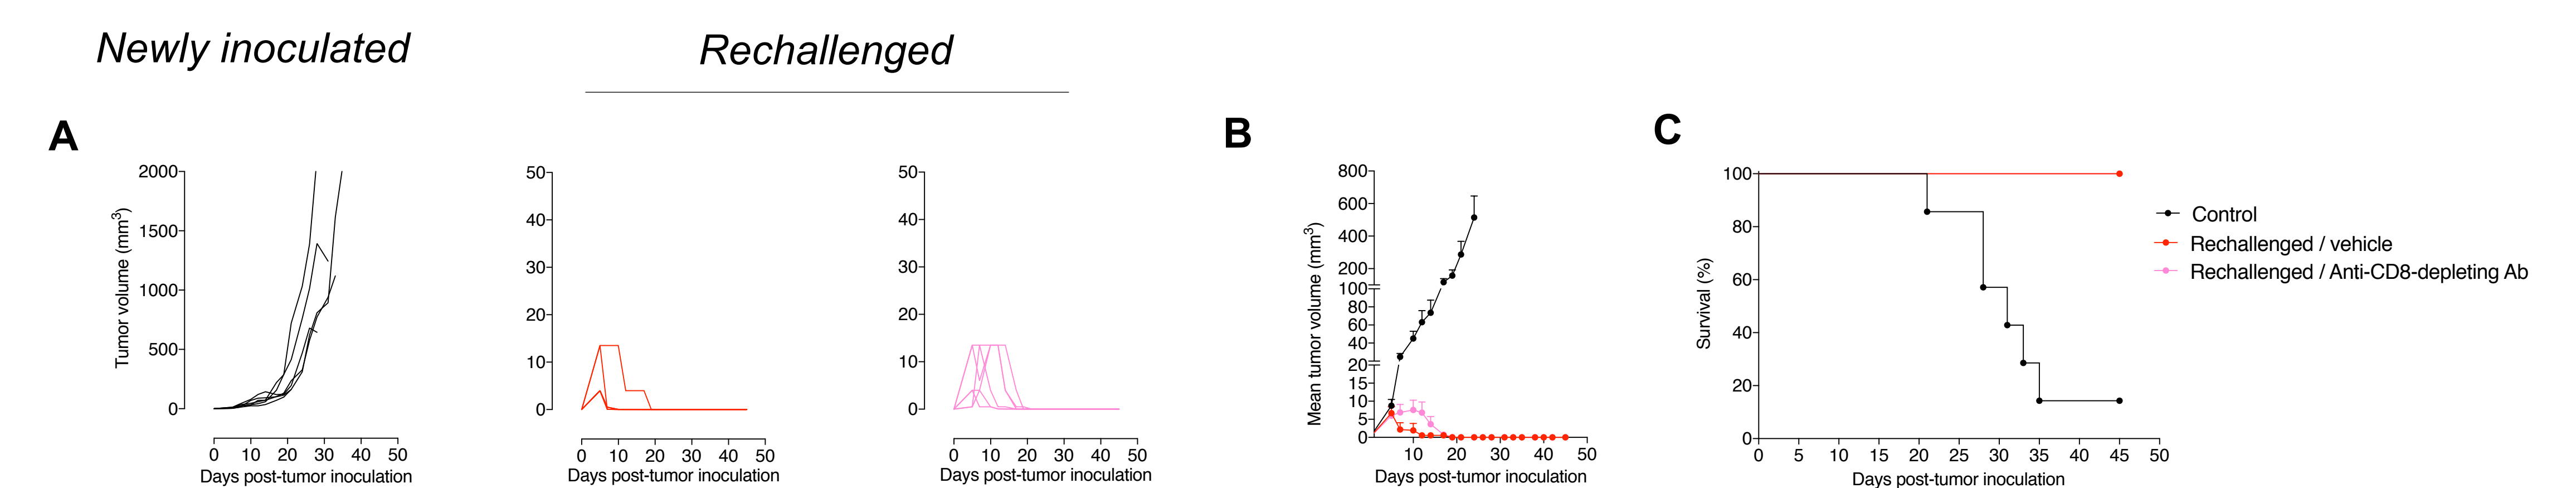 Newly inoculated
Rechallenged
A
B
C
Tumor volume (mm3)
2000
1500
1000
500
0
0 10 20 30 40 50
Days post-tumor inoculation
50
40
30
20
10
0
0 10 20 30 40 50
Days post-tumor inoculation
50
40
30
20
10
0
0 10 20 30 40 50
Days post-tumor inoculation
Mean tumor volume (mm3)
800
600
400
200
100
80
60
40
20
15
10
5
0
10 20 30 40 50
Days post-tumor inoculation
Survival (%)
100
80
60
40
20
0
0 5 10 15 20 25 30 35 40 45 50
Days post-tumor inoculation
Control
Rechallenged / vehicle
Rechallenged / Anti-CD8-depleting Ab